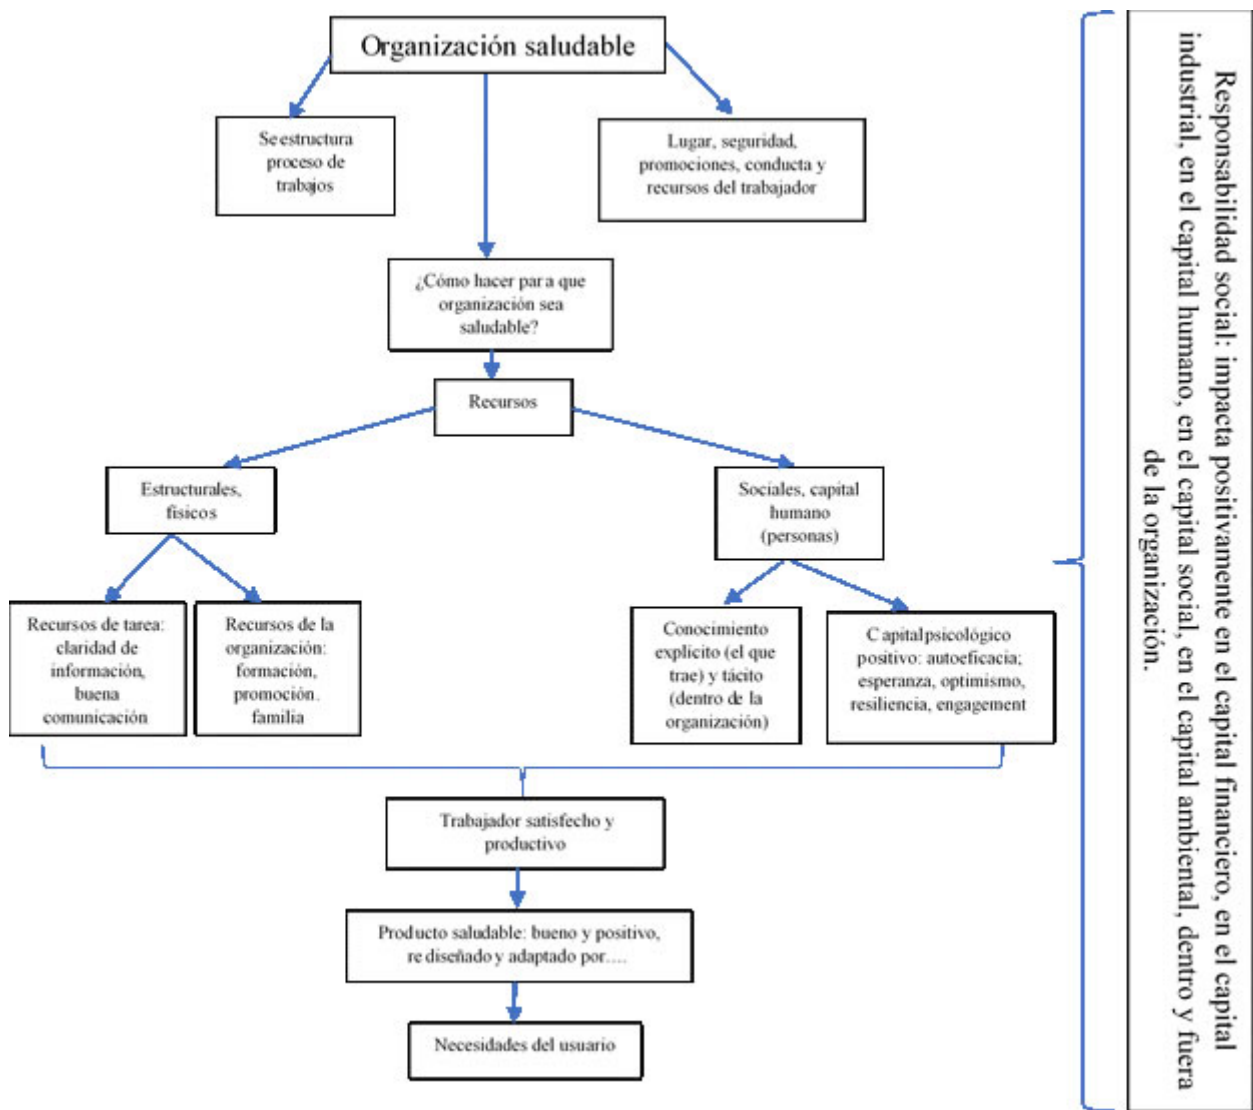 Organización saludable
Se estructura
proceso de
trabajos
Lugar, seguridad,
promociones, conducta y
recursos del trabajador
¿Cómo hacer para que
organización sea
saludable?
Recursos
Estructurales,
físicos
Sociales, capital
humano
(personas)
Recursos de tarea:
claridad de
información,
buena
comunicación
Recursos de la
organización:
formación,
promoción.
familia
Conocimiento
explícito (el que
trae) y tácito
(dentro de la
organización)
Capital psicológico
positivo: autoeficacia;
esperanza, optimismo,
resiliencia, engagement
Trabajador satisfecho y
productivo
Producto saludable: bueno y positivo,
re diseñado y adaptado por….
Necesidades del usuario
Responsabilidad social: impacta positivamente en el capital financiero, en el capital
industrial, en el capital humano, en el capital social, en el capital ambiental, dentro y fuera
de la organización.